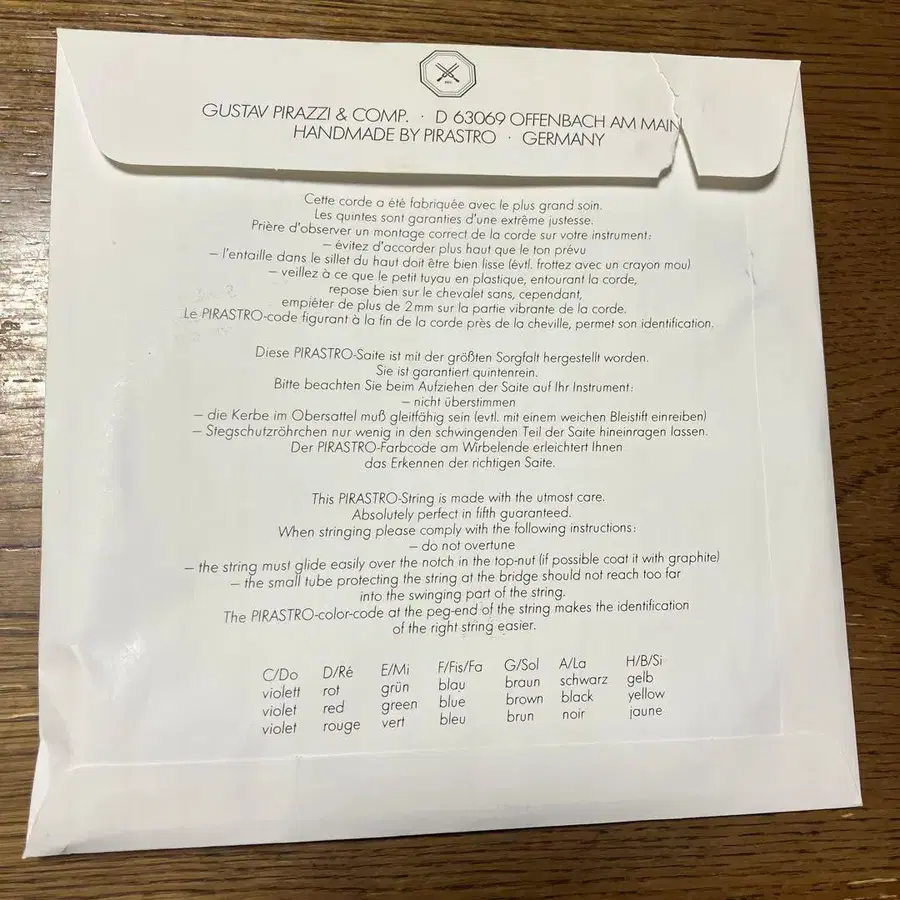 GUSTAV PIRAZZI & COMP. · D 63069 OFFENBACH AM MAIN
HANDMADE BY PIRASTRO · GERMANY
Cette corde a été fabriquée avec le plus grand soin.
Les quintes sont garanties d'une extrême justesse.
Prière d'observer un montage correct de la corde sur votre instrument:
– évitez d'accorder plus haut que le ton prévu
– l'entaille dans le sillet du haut doit être bien lisse (évtl. frottez avec un crayon mou)
– veillez à ce que le petit tuyau en plastique, entourant la corde,
repose bien sur le chevalet sans, cependant,
empiéter de plus de 2mm sur la partie vibrante de la corde.
Le PIRASTRO-code figurant à la fin de la corde près de la cheville, permet son identification.
Diese PIRASTRO-Saite ist mit der größten Sorgfalt hergestellt worden.
Sie ist garantiert quintenrein.
Bitte beachten Sie beim Aufziehen der Saite auf Ihr Instrument:
– nicht überstimmen
– die Kerbe im Obersattel muß gleitfähig sein (evtl. mit einem weichen Bleistift einreiben)
– Stegschutzröhrchen nur wenig in den schwingenden Teil der Saite hineinragen lassen.
Der PIRASTRO-Farbcode am Wirbelende erleichtert Ihnen
das Erkennen der richtigen Saite.
This PIRASTRO-String is made with the utmost care.
Absolutely perfect in fifth guaranteed.
When stringing please comply with the following instructions:
– do not overtune
– the string must glide easily over the notch in the top-nut (if possible coat it with graphite)
– the small tube protecting the string at the bridge should not reach too far
into the swinging part of the string.
The PIRASTRO-color-code at the peg-end of the string makes the identification
of the right string easier.
C/Do D/Ré E/Mi F/Fis/Fa G/Sol A/La H/B/Si
violett rot grün blau braun schwarz gelb
violet red green blue brown black yellow
violet rouge vert bleu brun noir jaune